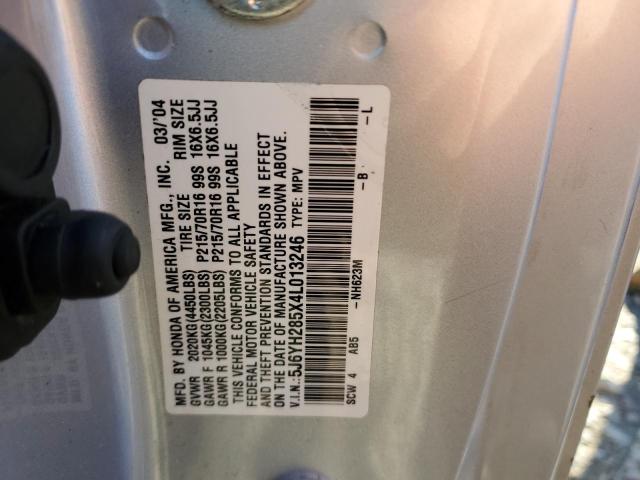 MFD. BY HONDA OF AMERICA MFG., INC. 03/'04
GVWR 2020KG(4450LBS) TIRE SIZE RIM SIZE
GAWR F 1045KG(2300LBS) P215/70R16 99S 16X6.5JJ
GAWR R 1000KG(2205LBS) P215/70R16 99S 16X6.5JJ
THIS VEHICLE CONFORMS TO ALL APPLICABLE
FEDERAL MOTOR VEHICLE SAFETY
AND THEFT PREVENTION STANDARDS IN EFFECT
ON THE DATE OF MANUFACTURE SHOWN ABOVE.
V.I.N.:5J6YH285X4L013246 TYPE: MPV
SCW 4 AB5 –NH623M –B –L